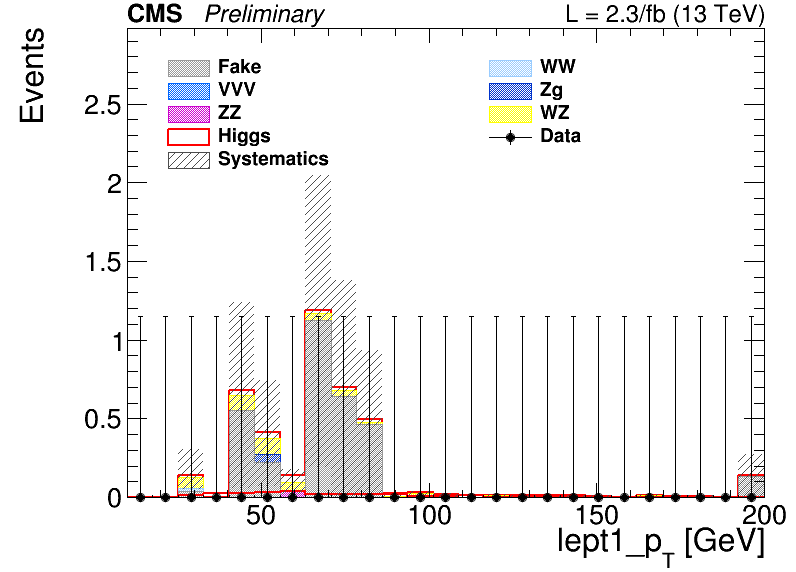 CMS Preliminary L = 2.3/fb (13 TeV)
Events
Fake WW
VVV Zg
ZZ WZ
Higgs Data
Systematics
2.5
2
1.5
1
0.5
0
50 100 150 200
lept1_p_T [GeV]